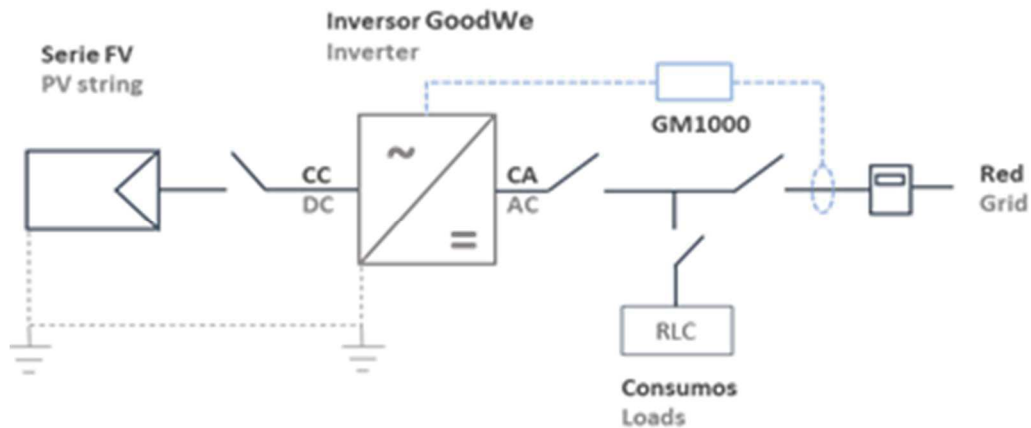 Serie FV
PV string
Inversor GoodWe
Inverter
GM1000
CC
DC
CA
AC
Red
Grid
RLC
Consumos
Loads